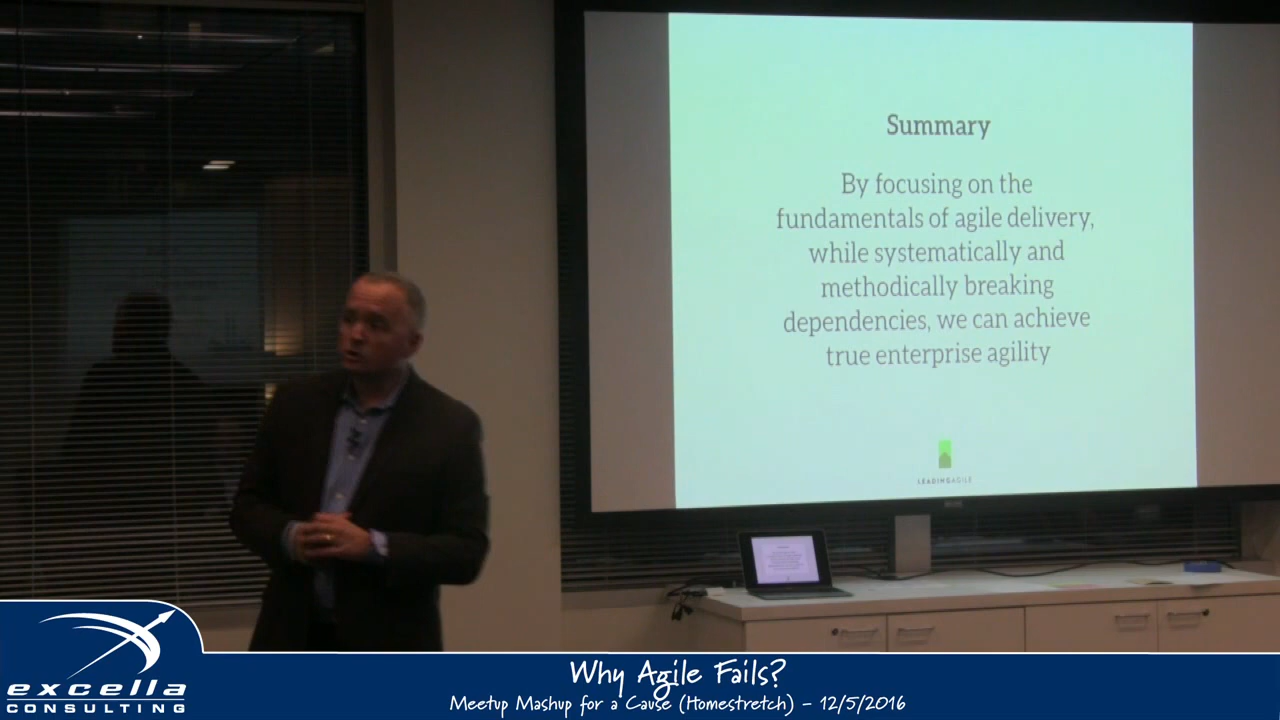 Summary
By focusing on the
fundamentals of agile delivery,
while systematically and
methodically breaking
dependencies, we can achieve
true enterprise agility
LEADINGAGILE
excella
CONSULTING
Why Agile Fails?
Meetup Mashup for a Cause (Homestretch) – 12/5/2016